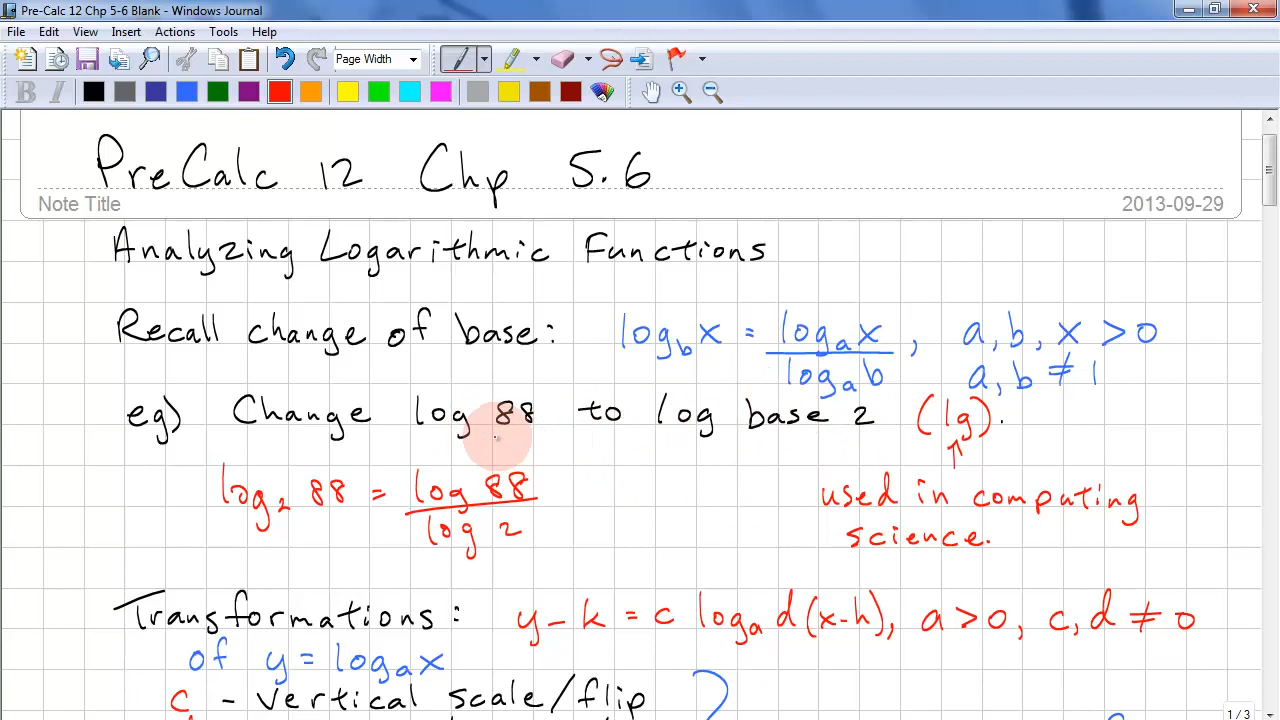 Pre-Calc 12 Chp 5-6 Blank - Windows Journal
File Edit View Insert Actions Tools Help
Page Width
B I
PreCalc 12 Chp 5.6
Note Title 2013-09-29
Analyzing Logarithmic Functions
Recall change of base: log_b x = log_a x / log_a b , a, b, x > 0
a, b ≠ 1
eg) Change log 88 to log base 2 (lg).
↑
log_2 88 = log 88 / log 2
used in computing
science.
Transformations: y - k = c log_a d(x-h), a > 0, c, d ≠ 0
of y = log_a x
c - vertical scale/flip
1/3